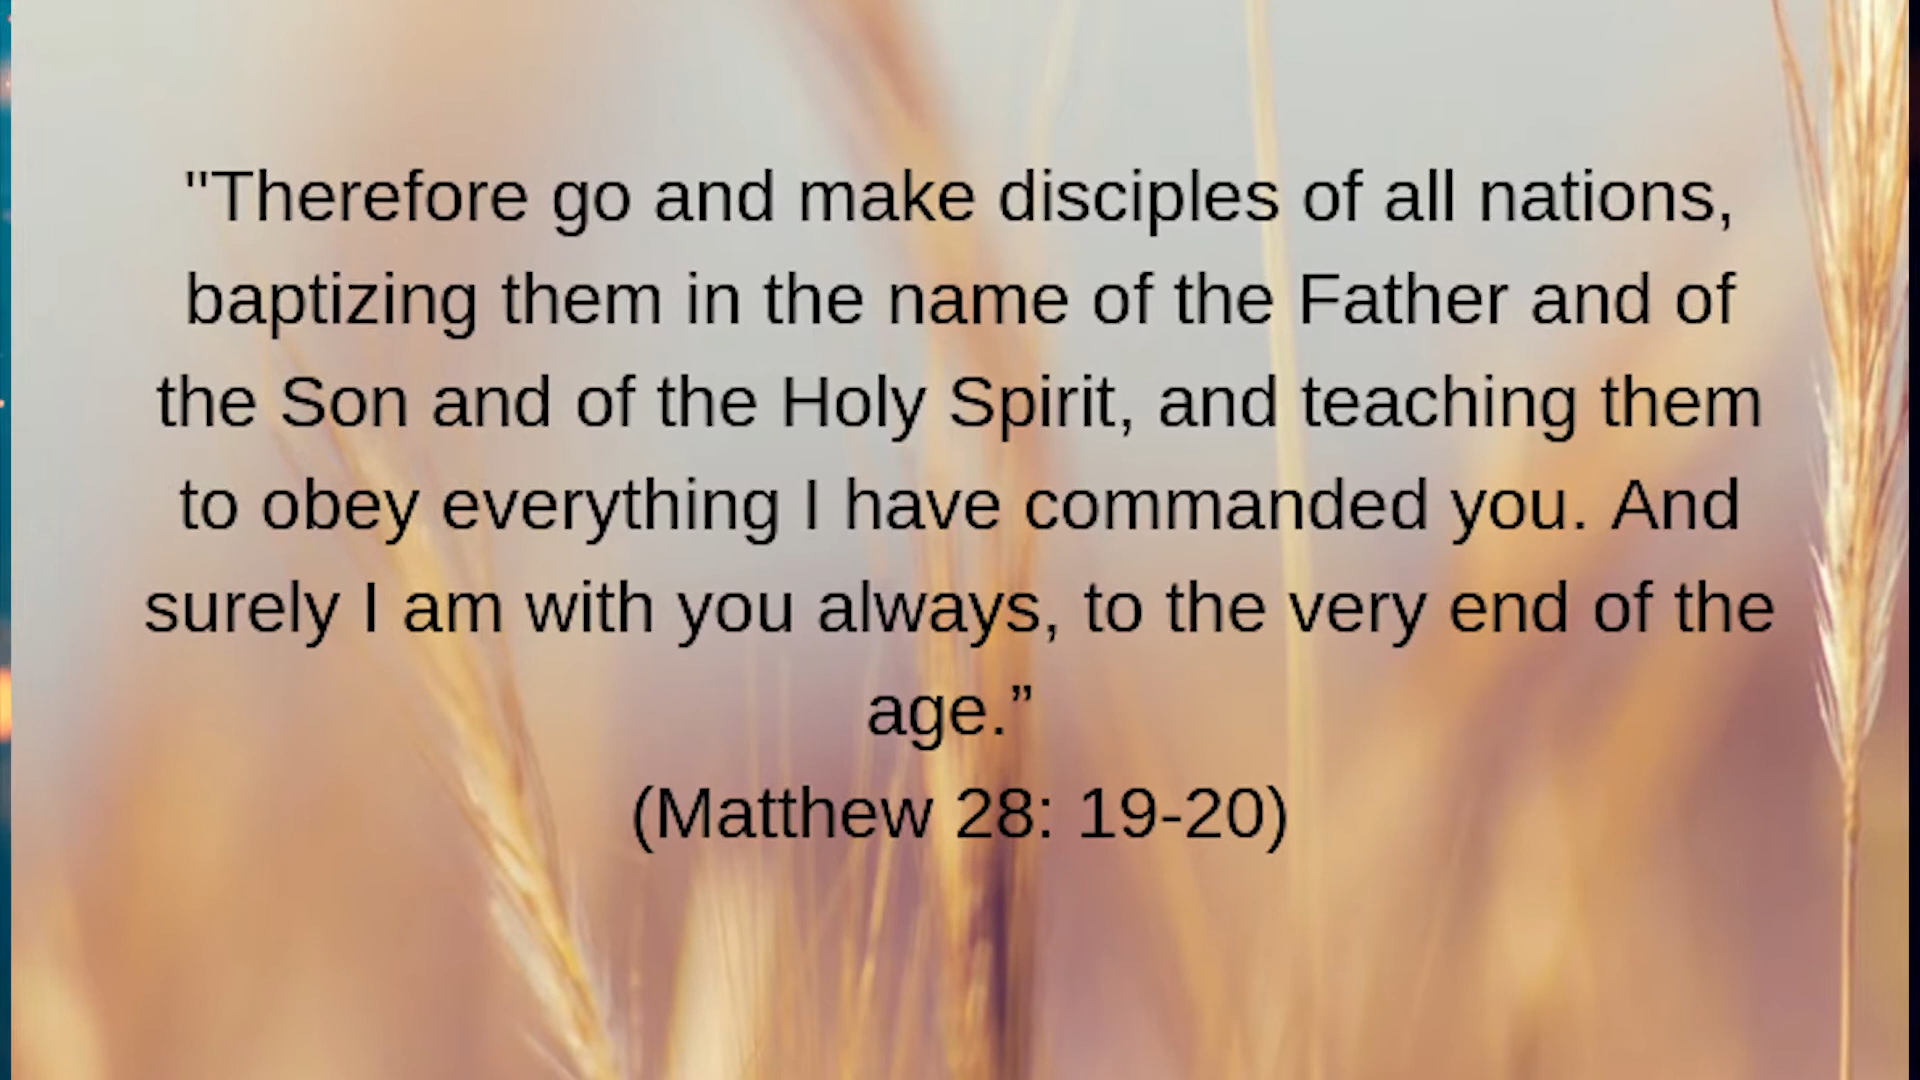 "Therefore go and make disciples of all nations,
baptizing them in the name of the Father and of
the Son and of the Holy Spirit, and teaching them
to obey everything I have commanded you. And
surely I am with you always, to the very end of the
age.”
(Matthew 28: 19-20)